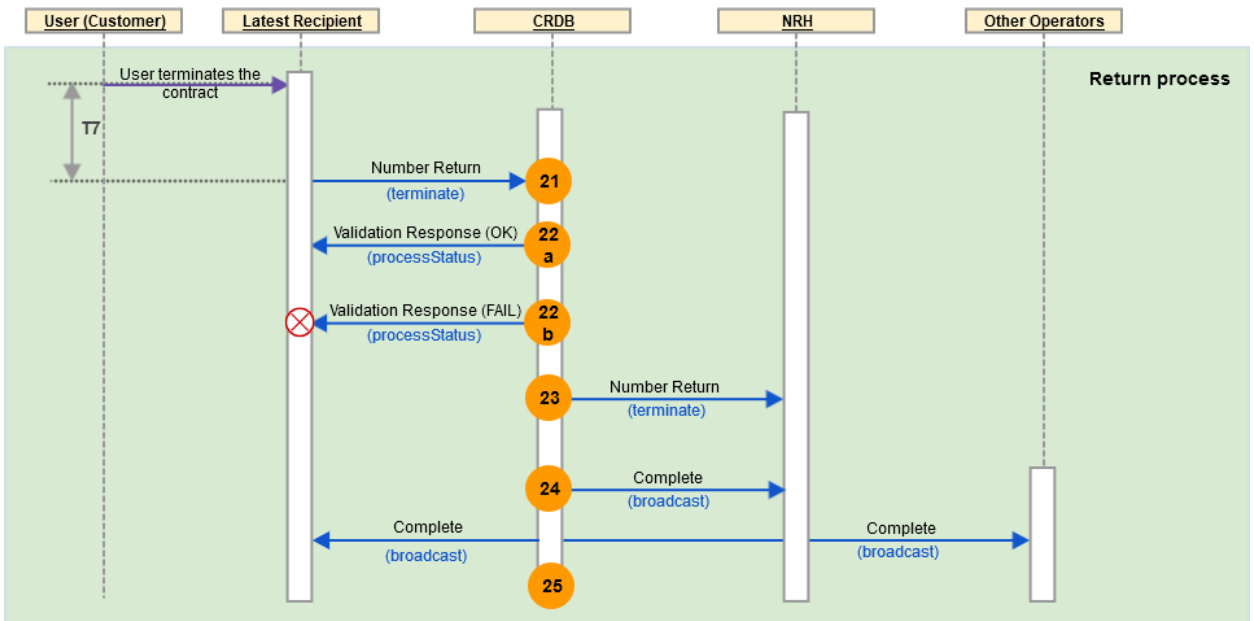 User (Customer)
Latest Recipient
CRDB
NRH
Other Operators
Return process
User terminates the
contract
T7
Number Return
(terminate)
21
Validation Response (OK)
(processStatus)
22
a
Validation Response (FAIL)
(processStatus)
22
b
23
Number Return
(terminate)
24
Complete
(broadcast)
Complete
(broadcast)
Complete
(broadcast)
25